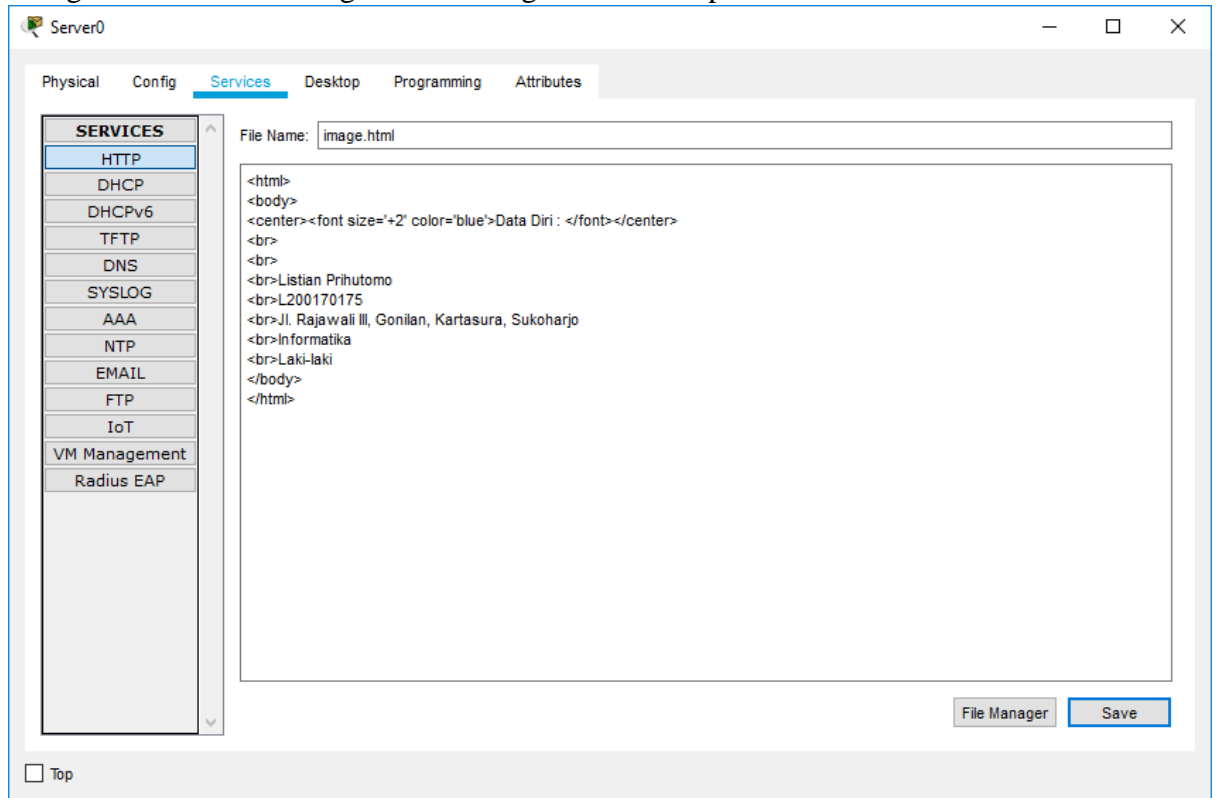 Server0
Physical Config Services Desktop Programming Attributes
SERVICES
HTTP
DHCP
DHCPv6
TFTP
DNS
SYSLOG
AAA
NTP
EMAIL
FTP
IoT
VM Management
Radius EAP
File Name: image.html
<html>
<body>
<center><font size='+2' color='blue'>Data Diri : </font></center>
<br>
<br>
<br>Listian Prihutomo
<br>L200170175
<br>Jl. Rajawali III, Gonilan, Kartasura, Sukoharjo
<br>Informatika
<br>Laki-laki
</body>
</html>
File Manager Save
Top